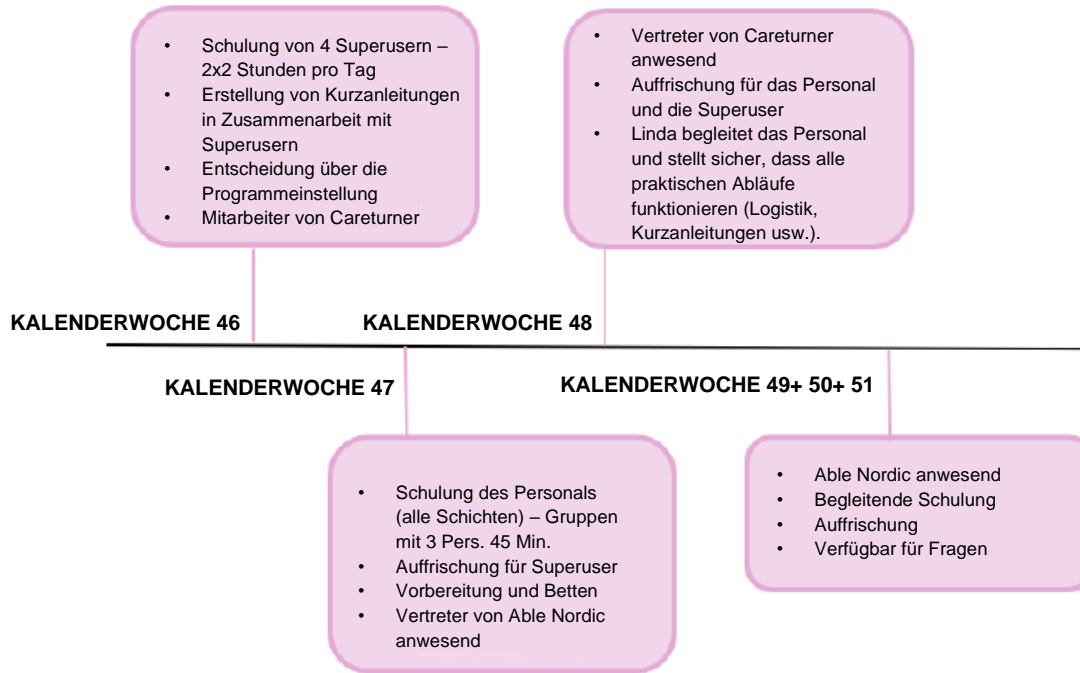 • Schulung von 4 Superusern –
2x2 Stunden pro Tag
• Erstellung von Kurzanleitungen
in Zusammenarbeit mit
Superusern
• Entscheidung über die
Programmeinstellung
• Mitarbeiter von Careturner
• Vertreter von Careturner
anwesend
• Auffrischung für das Personal
und die Superuser
• Linda begleitet das Personal
und stellt sicher, dass alle
praktischen Abläufe
funktionieren (Logistik,
Kurzanleitungen usw.).
KALENDERWOCHE 46
KALENDERWOCHE 48
KALENDERWOCHE 47
KALENDERWOCHE 49+ 50+ 51
• Schulung des Personals
(alle Schichten) – Gruppen
mit 3 Pers. 45 Min.
• Auffrischung für Superuser
• Vorbereitung und Betten
• Vertreter von Able Nordic
anwesend
• Able Nordic anwesend
• Begleitende Schulung
• Auffrischung
• Verfügbar für Fragen